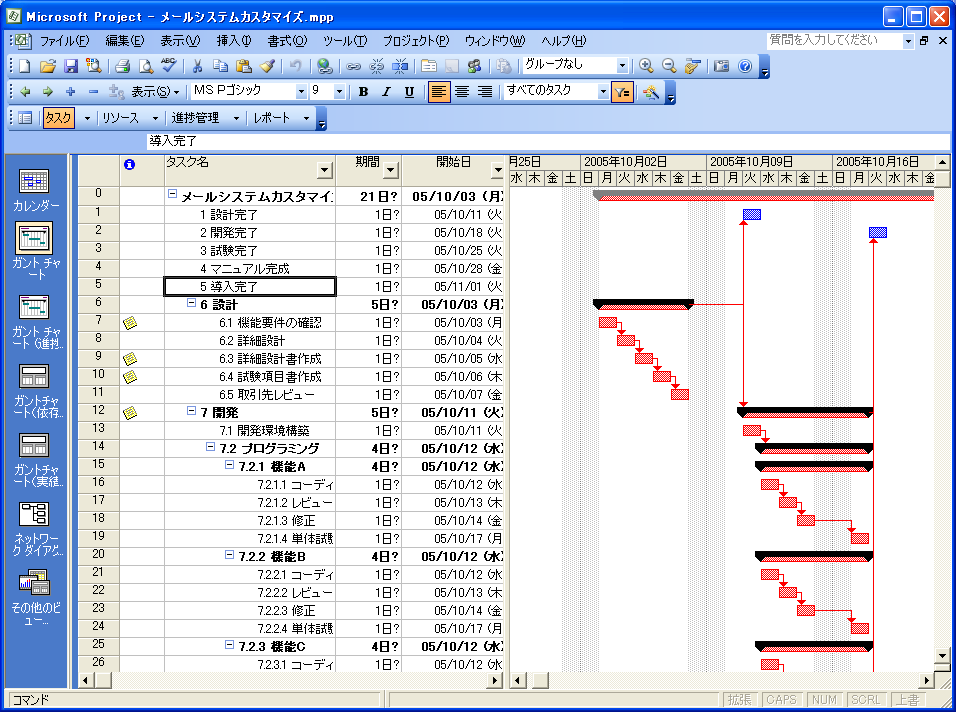 Microsoft Project - メールシステムカスタマイズ.mpp
ファイル(F) 編集(E) 表示(V) 挿入(I) 書式(O) ツール(T) プロジェクト(P) ウィンドウ(W) ヘルプ(H) 質問を入力してください
グループなし
表示(S) MS Pゴシック 9 B I U すべてのタスク
タスク リソース 進捗管理 レポート
導入完了
カレンダー
ガント チャート
ガント チャート (進捗..
ガントチャート(依存..
ガントチャート(実績..
ネットワーク ダイアグ..
その他のビュー...
タスク名 期間 開始日 月25日 2005年10月02日 2005年10月09日 2005年10月16日
水 木 金 土 日 月 火 水 木 金 土 日 月 火 水 木 金 土 日 月 火 水 木 金
0 メールシステムカスタマイ 21日? 05/10/03 (月)
1 1 設計完了 1日? 05/10/11 (火
2 2 開発完了 1日? 05/10/18 (火
3 3 試験完了 1日? 05/10/25 (火
4 4 マニュアル完成 1日? 05/10/28 (金
5 5 導入完了 1日? 05/11/01 (火
6 6 設計 5日? 05/10/03 (月)
7 6.1 機能要件の確認 1日? 05/10/03 (月
8 6.2 詳細設計 1日? 05/10/04 (火
9 6.3 詳細設計書作成 1日? 05/10/05 (水
10 6.4 試験項目書作成 1日? 05/10/06 (木
11 6.5 取引先レビュー 1日? 05/10/07 (金
12 7 開発 5日? 05/10/11 (火)
13 7.1 開発環境構築 1日? 05/10/11 (火
14 7.2 プログラミング 4日? 05/10/12 (水)
15 7.2.1 機能A 4日? 05/10/12 (水)
16 7.2.1.1 コーディ 1日? 05/10/12 (水
17 7.2.1.2 レビュー 1日? 05/10/13 (木
18 7.2.1.3 修正 1日? 05/10/14 (金
19 7.2.1.4 単体試験 1日? 05/10/17 (月
20 7.2.2 機能B 4日? 05/10/12 (水)
21 7.2.2.1 コーディ 1日? 05/10/12 (水
22 7.2.2.2 レビュー 1日? 05/10/13 (木
23 7.2.2.3 修正 1日? 05/10/14 (金
24 7.2.2.4 単体試験 1日? 05/10/17 (月
25 7.2.3 機能C 4日? 05/10/12 (水)
26 7.2.3.1 コーディ 1日? 05/10/12 (水
コマンド 拡張 CAPS NUM SCRL 上書